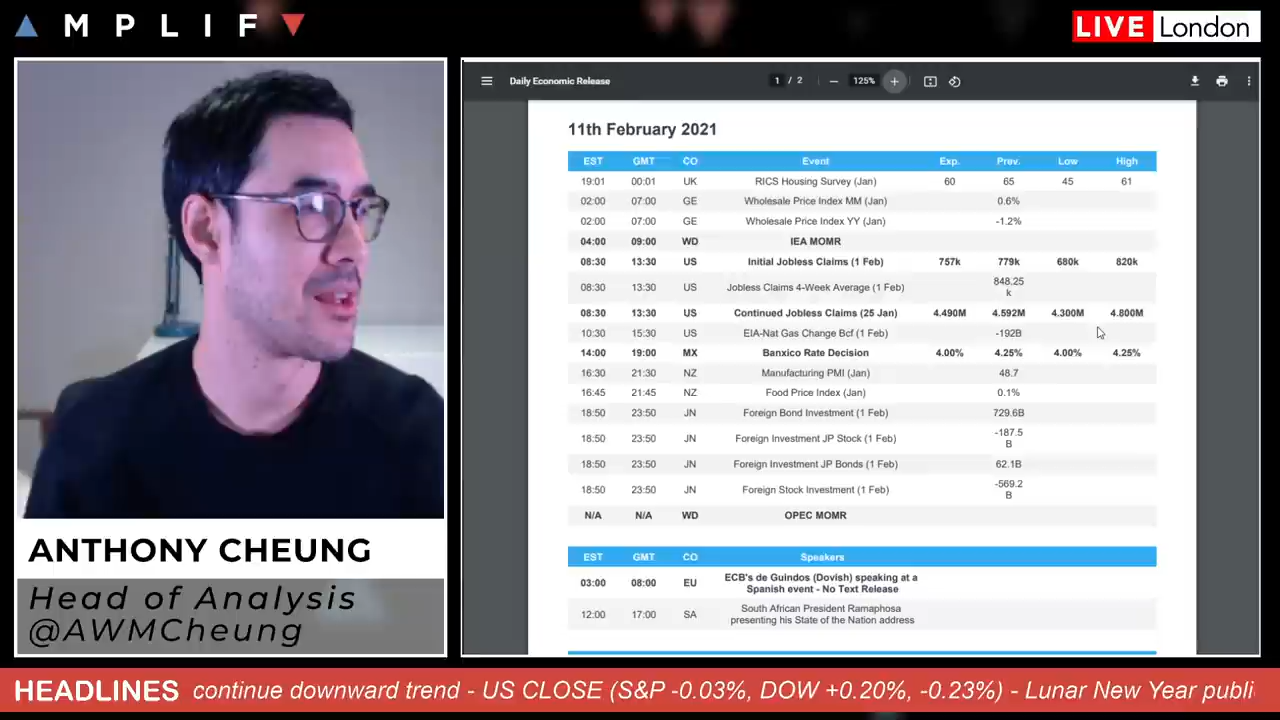 AMPLIFY
LIVE London
Daily Economic Release
1 / 2
125%
11th February 2021
EST GMT CO Event Exp. Prev. Low High
19:01 00:01 UK RICS Housing Survey (Jan) 60 65 45 61
02:00 07:00 GE Wholesale Price Index MM (Jan) 0.6%
02:00 07:00 GE Wholesale Price Index YY (Jan) -1.2%
04:00 09:00 WD IEA MOMR
08:30 13:30 US Initial Jobless Claims (1 Feb) 757k 779k 680k 820k
08:30 13:30 US Jobless Claims 4-Week Average (1 Feb) 848.25
k
08:30 13:30 US Continued Jobless Claims (25 Jan) 4.490M 4.592M 4.300M 4.800M
10:30 15:30 US EIA-Nat Gas Change Bcf (1 Feb) -192B
14:00 19:00 MX Banxico Rate Decision 4.00% 4.25% 4.00% 4.25%
16:30 21:30 NZ Manufacturing PMI (Jan) 48.7
16:45 21:45 NZ Food Price Index (Jan) 0.1%
18:50 23:50 JN Foreign Bond Investment (1 Feb) 729.6B
18:50 23:50 JN Foreign Investment JP Stock (1 Feb) -187.5
B
18:50 23:50 JN Foreign Investment JP Bonds (1 Feb) 62.1B
18:50 23:50 JN Foreign Stock Investment (1 Feb) -569.2
B
N/A N/A WD OPEC MOMR
EST GMT CO Speakers
03:00 08:00 EU ECB's de Guindos (Dovish) speaking at a
Spanish event - No Text Release
12:00 17:00 SA South African President Ramaphosa
presenting his State of the Nation address
ANTHONY CHEUNG
Head of Analysis
@AWMCheung
HEADLINES continue downward trend - US CLOSE (S&P -0.03%, DOW +0.20%, -0.23%) - Lunar New Year publi